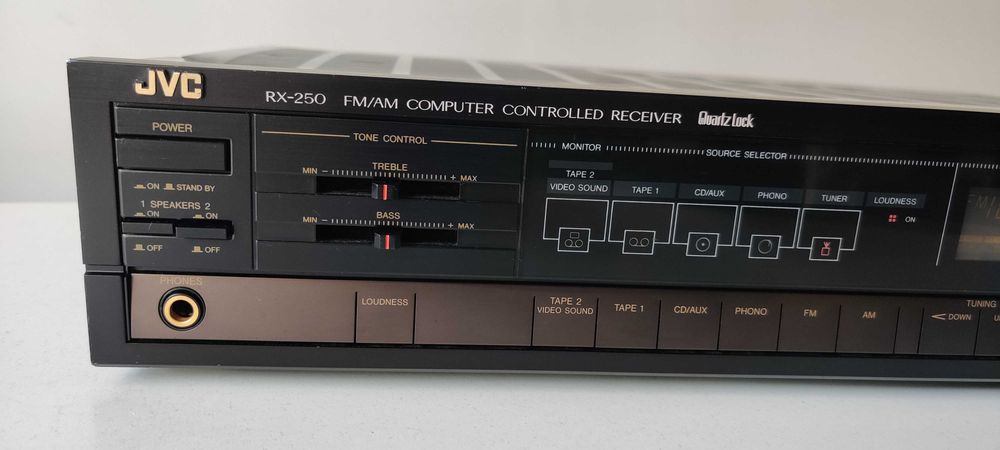 JVC
RX-250 FM/AM COMPUTER CONTROLLED RECEIVER Quartz Lock
POWER
ON STAND BY
1 SPEAKERS 2
ON ON
OFF OFF
TONE CONTROL
TREBLE
MIN − + MAX
BASS
MIN − + MAX
MONITOR SOURCE SELECTOR
TAPE 2
VIDEO SOUND TAPE 1 CD/AUX PHONO TUNER LOUDNESS
ON
PHONES
LOUDNESS
TAPE 2
VIDEO SOUND
TAPE 1
CD/AUX
PHONO
FM
AM
TUNING
DOWN